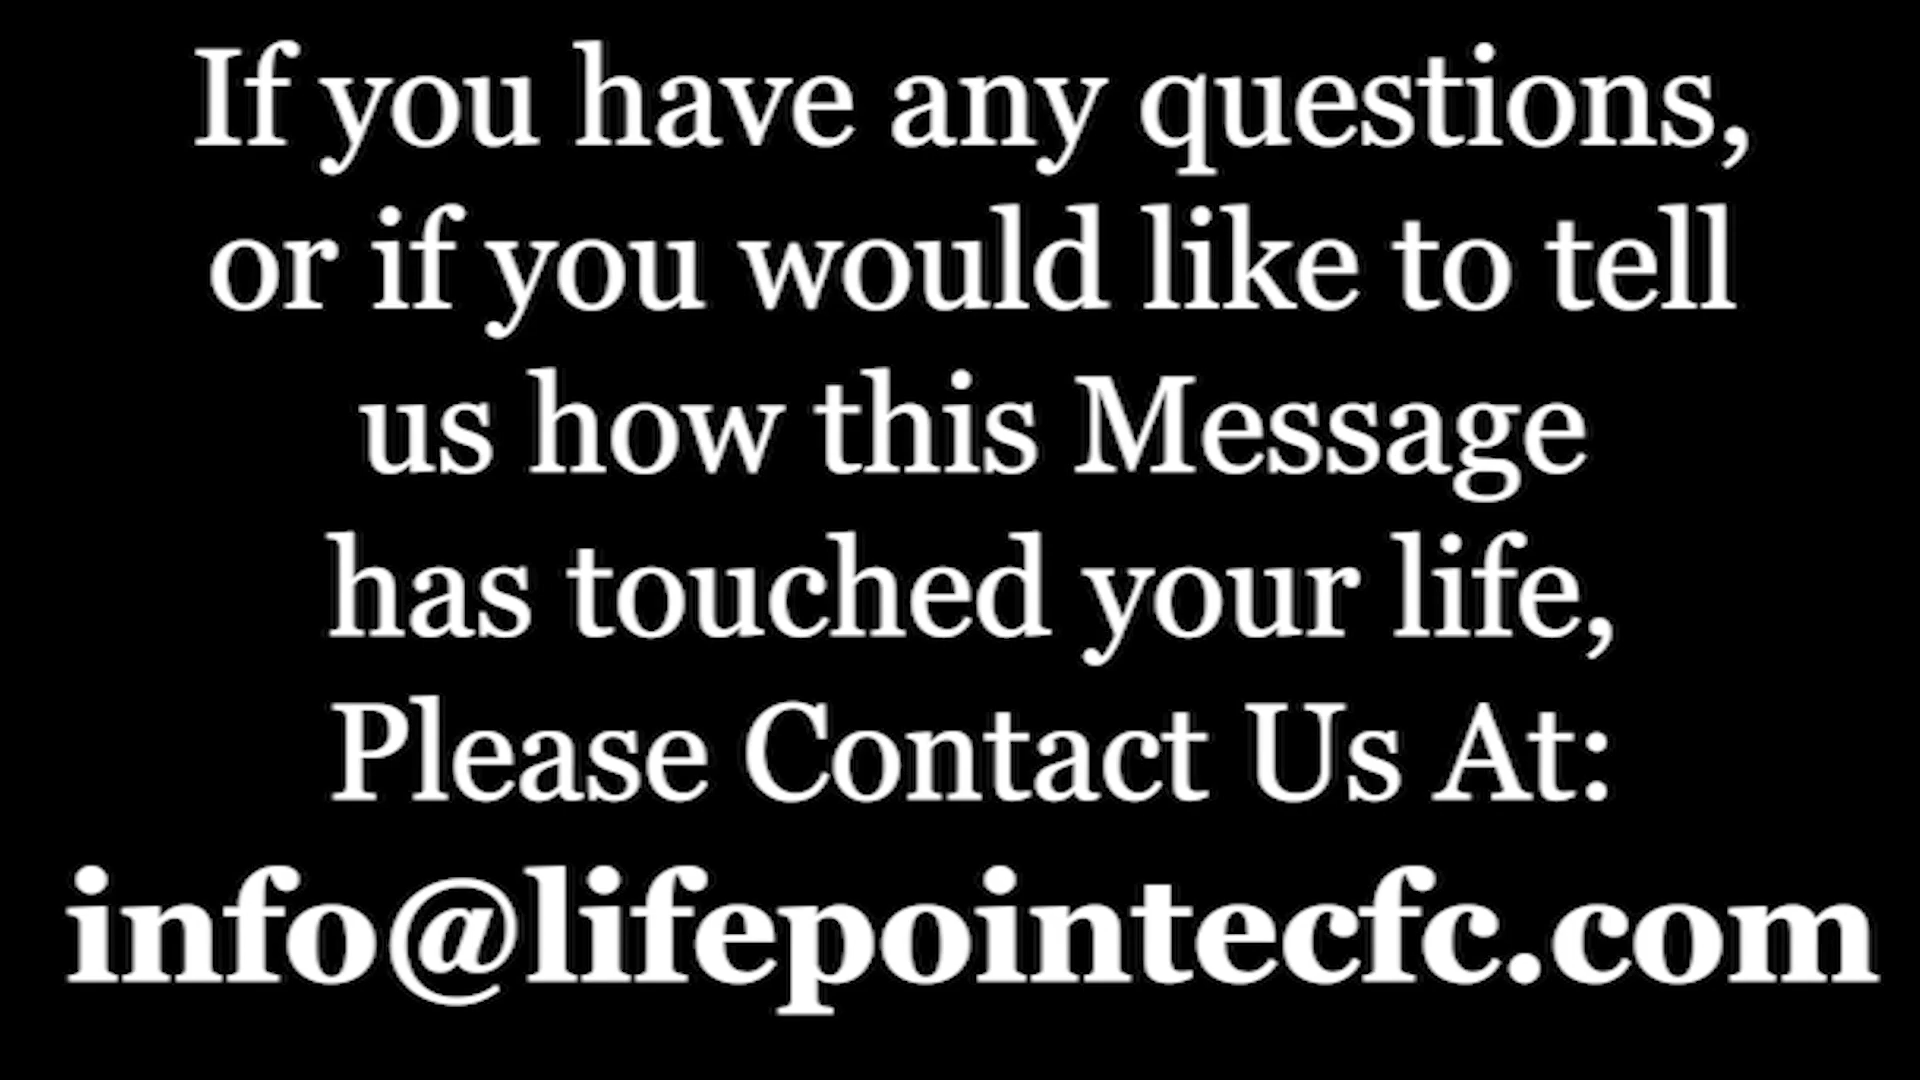 If you have any questions,
or if you would like to tell
us how this Message
has touched your life,
Please Contact Us At:
info@lifepointecfc.com